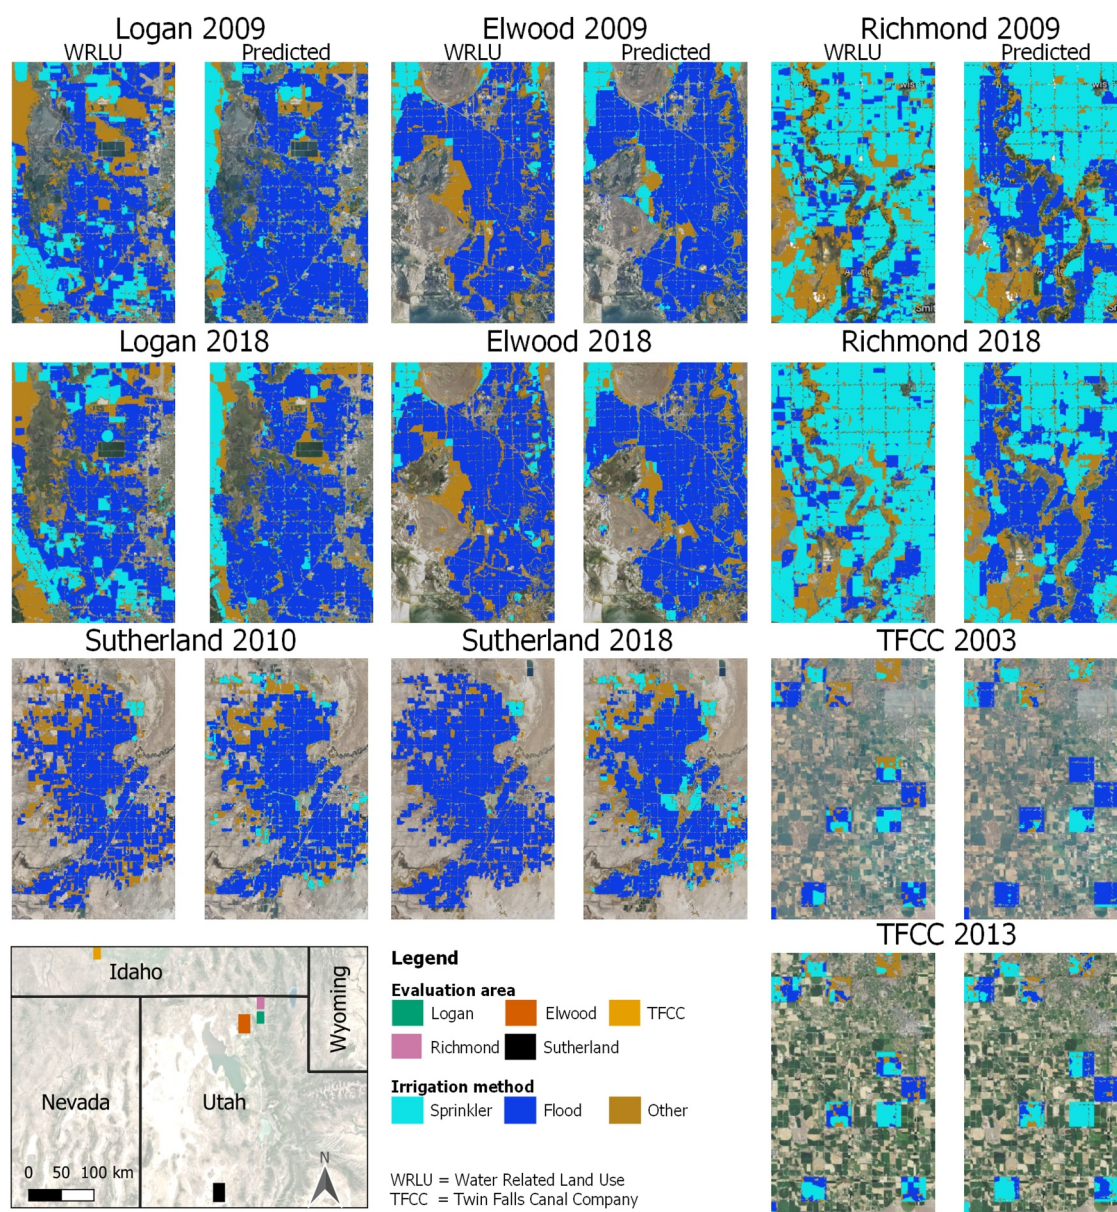 Logan 2009 Elwood 2009 Richmond 2009
WRLU Predicted WRLU Predicted WRLU Predicted
Logan 2018 Elwood 2018 Richmond 2018
Sutherland 2010 Sutherland 2018 TFCC 2003
TFCC 2013
Idaho
Wyoming
Nevada
Utah
0 50 100 km
N
Legend
Evaluation area
Logan Elwood TFCC
Richmond Sutherland
Irrigation method
Sprinkler Flood Other
WRLU = Water Related Land Use
TFCC = Twin Falls Canal Company